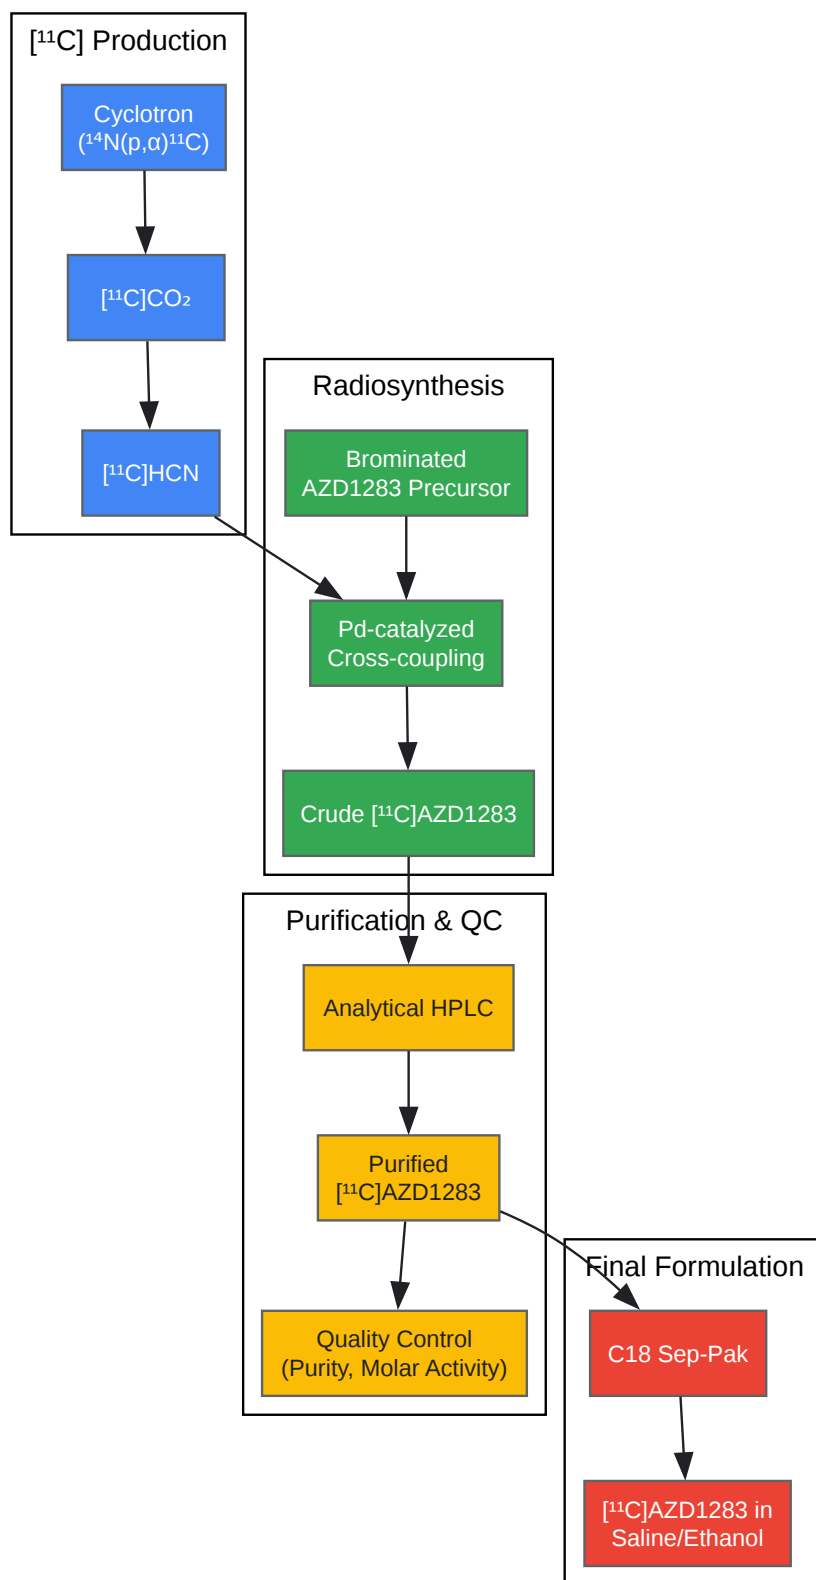 [¹¹C] Production
Cyclotron
(¹⁴N(p,α)¹¹C)
[¹¹C]CO₂
[¹¹C]HCN
Radiosynthesis
Brominated
AZD1283 Precursor
Pd-catalyzed
Cross-coupling
Crude [¹¹C]AZD1283
Purification & QC
Analytical HPLC
Purified
[¹¹C]AZD1283
Quality Control
(Purity, Molar Activity)
Final Formulation
C18 Sep-Pak
[¹¹C]AZD1283 in
Saline/Ethanol